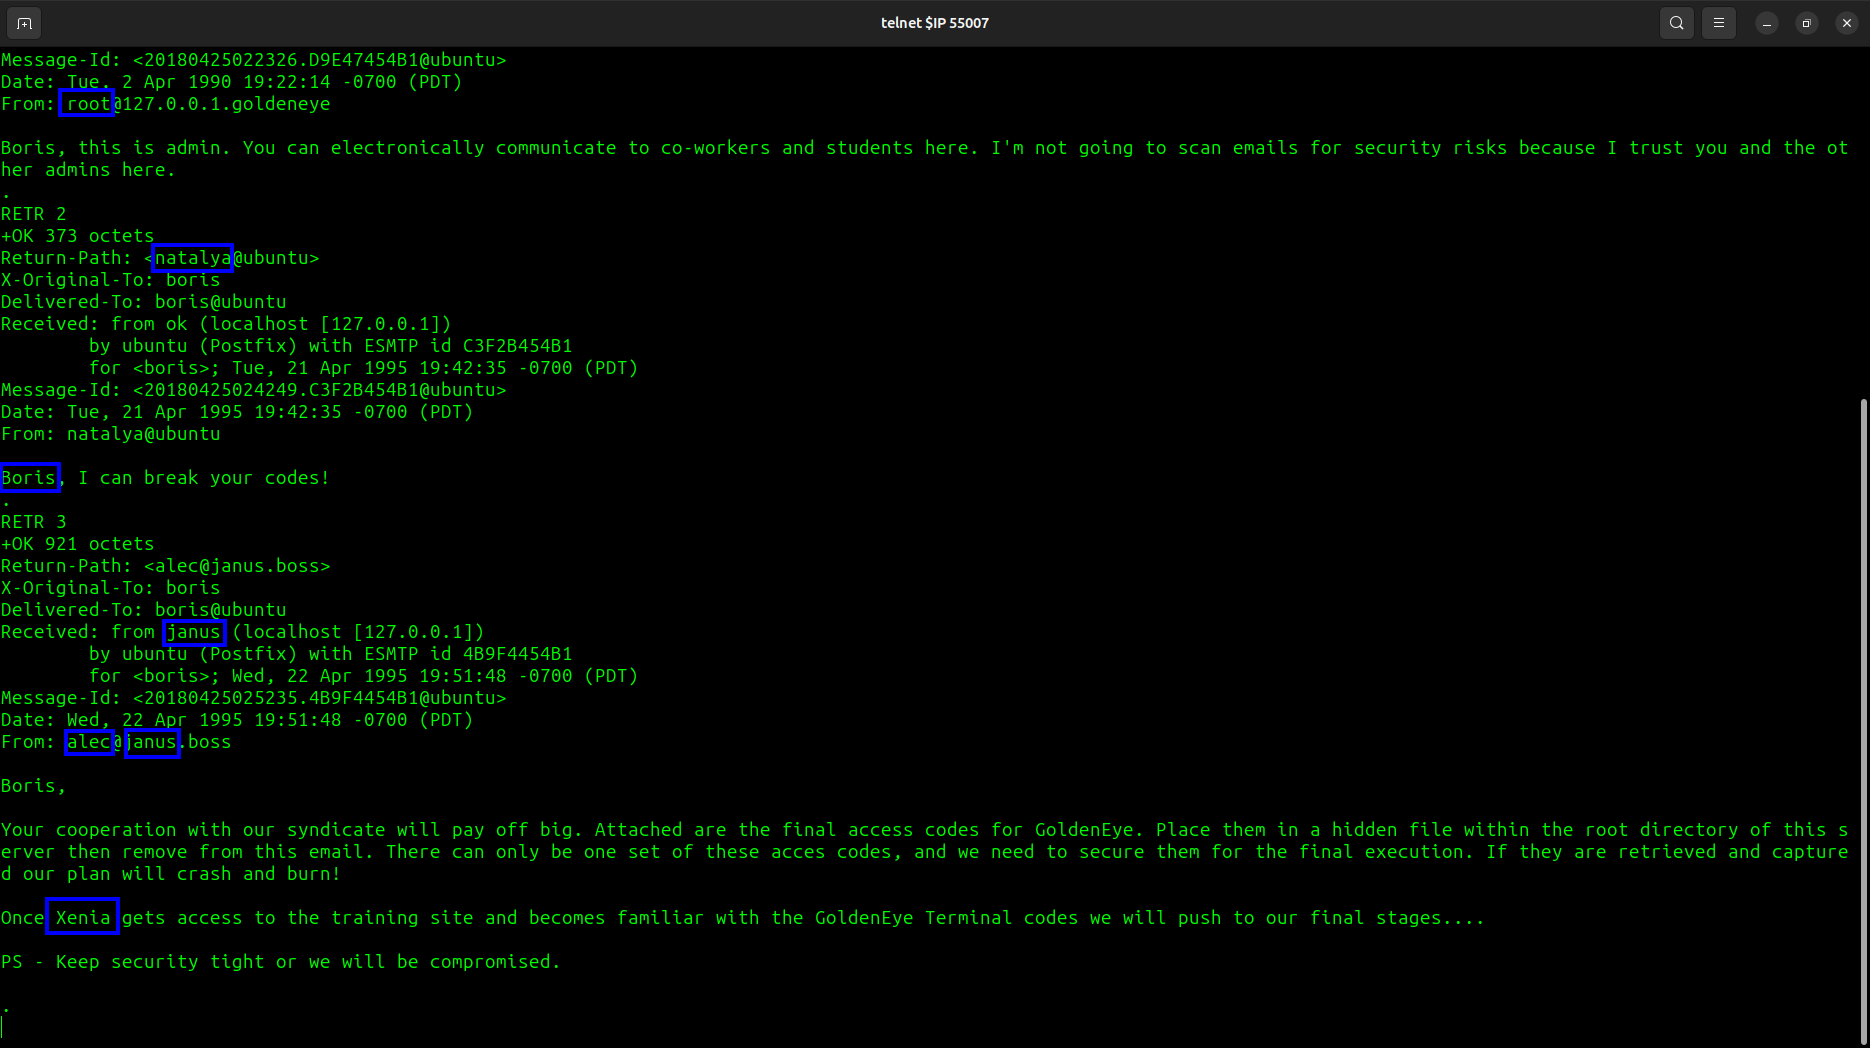 telnet $IP 55007
Message-Id: <20180425022326.D9E47454B1@ubuntu>
Date: Tue, 2 Apr 1990 19:22:14 -0700 (PDT)
From: root@127.0.0.1.goldeneye
Boris, this is admin. You can electronically communicate to co-workers and students here. I'm not going to scan emails for security risks because I trust you and the ot
her admins here.
.
RETR 2
+OK 373 octets
Return-Path: <natalya@ubuntu>
X-Original-To: boris
Delivered-To: boris@ubuntu
Received: from ok (localhost [127.0.0.1])
by ubuntu (Postfix) with ESMTP id C3F2B454B1
for <boris>; Tue, 21 Apr 1995 19:42:35 -0700 (PDT)
Message-Id: <20180425024249.C3F2B454B1@ubuntu>
Date: Tue, 21 Apr 1995 19:42:35 -0700 (PDT)
From: natalya@ubuntu
Boris, I can break your codes!
.
RETR 3
+OK 921 octets
Return-Path: <alec@janus.boss>
X-Original-To: boris
Delivered-To: boris@ubuntu
Received: from janus (localhost [127.0.0.1])
by ubuntu (Postfix) with ESMTP id 4B9F4454B1
for <boris>; Wed, 22 Apr 1995 19:51:48 -0700 (PDT)
Message-Id: <20180425025235.4B9F4454B1@ubuntu>
Date: Wed, 22 Apr 1995 19:51:48 -0700 (PDT)
From: alec@janus.boss
Boris,
Your cooperation with our syndicate will pay off big. Attached are the final access codes for GoldenEye. Place them in a hidden file within the root directory of this s
erver then remove from this email. There can only be one set of these acces codes, and we need to secure them for the final execution. If they are retrieved and capture
d our plan will crash and burn!
Once Xenia gets access to the training site and becomes familiar with the GoldenEye Terminal codes we will push to our final stages....
PS - Keep security tight or we will be compromised.
.